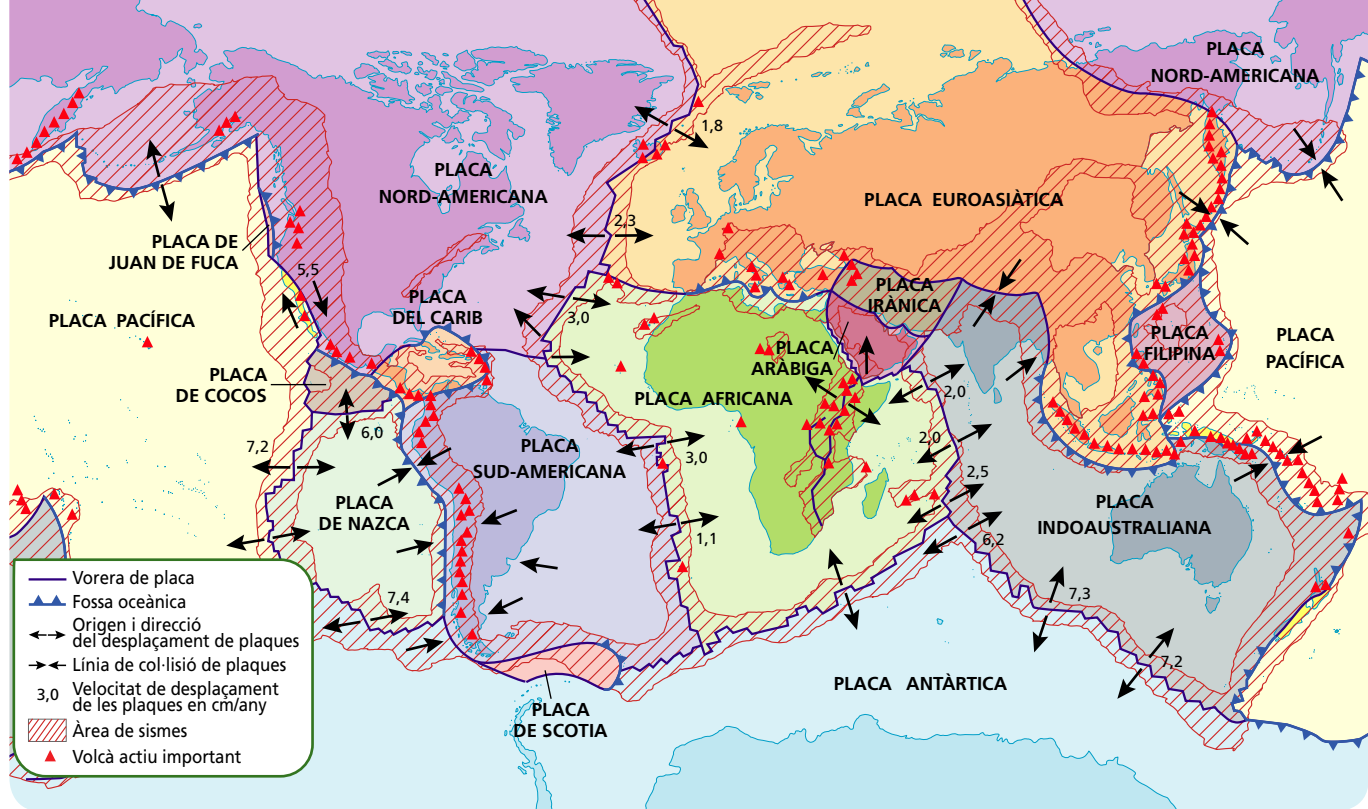 PLACA
NORD-AMERICANA
PLACA
NORD-AMERICANA
PLACA EUROASIÀTICA
PLACA DE
JUAN DE FUCA
PLACA
DEL CARIB
PLACA PACÍFICA
PLACA
DE COCOS
PLACA
IRÀNICA
PLACA
ARÀBIGA
PLACA AFRICANA
PLACA
FILIPINA
PLACA
PACÍFICA
PLACA
SUD-AMERICANA
PLACA
DE NAZCA
PLACA
INDOAUSTRALIANA
PLACA ANTÀRTICA
PLACA
DE SCOTIA
1,8
2,3
5,5
3,0
2,0
6,0
7,2
3,0
2,0
2,5
1,1
6,2
7,4
7,3
7,2
Vorera de placa
Fossa oceànica
Origen i direcció
del desplaçament de plaques
Línia de col·lisió de plaques
3,0 Velocitat de desplaçament
de les plaques en cm/any
Àrea de sismes
Volcà actiu important